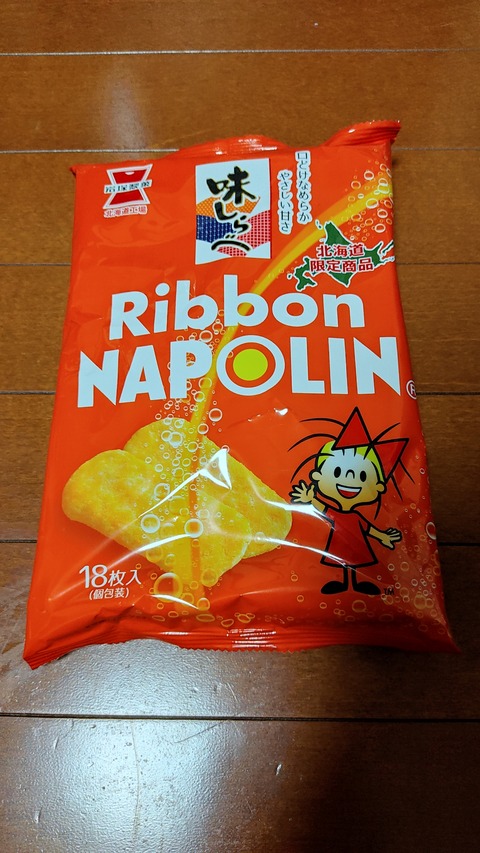 岩塚製菓
北海道工場
味しらべ
口どけなめらか
やさしい甘さ
北海道
限定商品
Ribbon
NAPOLIN®
18枚入
(個包装)
TM